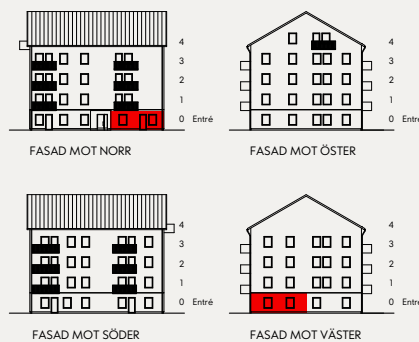 4
3
2
1
0 Entré
FASAD MOT NORR
4
3
2
1
0 Entré
FASAD MOT ÖSTER
4
3
2
1
0 Entré
FASAD MOT SÖDER
4
3
2
1
0 Entré
FASAD MOT VÄSTER